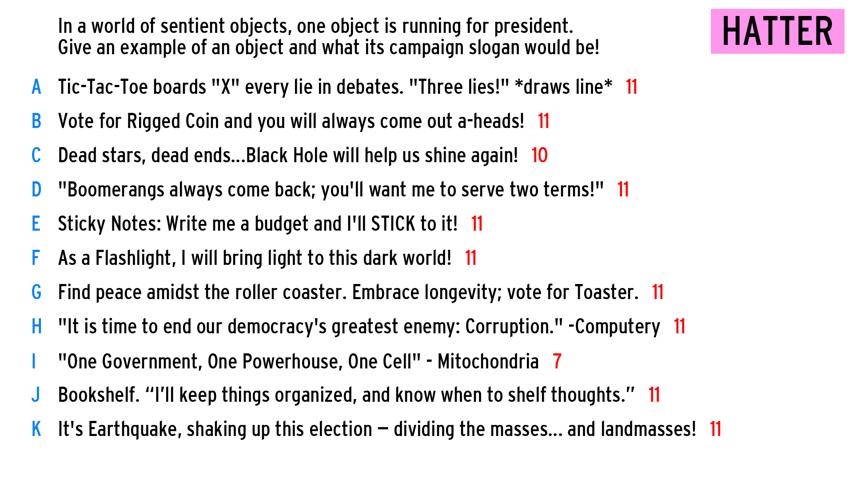 In a world of sentient objects, one object is running for president.
Give an example of an object and what its campaign slogan would be!
HATTER
A Tic-Tac-Toe boards "X" every lie in debates. "Three lies!" *draws line* 11
B Vote for Rigged Coin and you will always come out a-heads! 11
C Dead stars, dead ends...Black Hole will help us shine again! 10
D "Boomerangs always come back; you'll want me to serve two terms!" 11
E Sticky Notes: Write me a budget and I'll STICK to it! 11
F As a Flashlight, I will bring light to this dark world! 11
G Find peace amidst the roller coaster. Embrace longevity; vote for Toaster. 11
H "It is time to end our democracy's greatest enemy: Corruption." -Computery 11
I "One Government, One Powerhouse, One Cell" - Mitochondria 7
J Bookshelf. “I’ll keep things organized, and know when to shelf thoughts.” 11
K It's Earthquake, shaking up this election — dividing the masses... and landmasses! 11